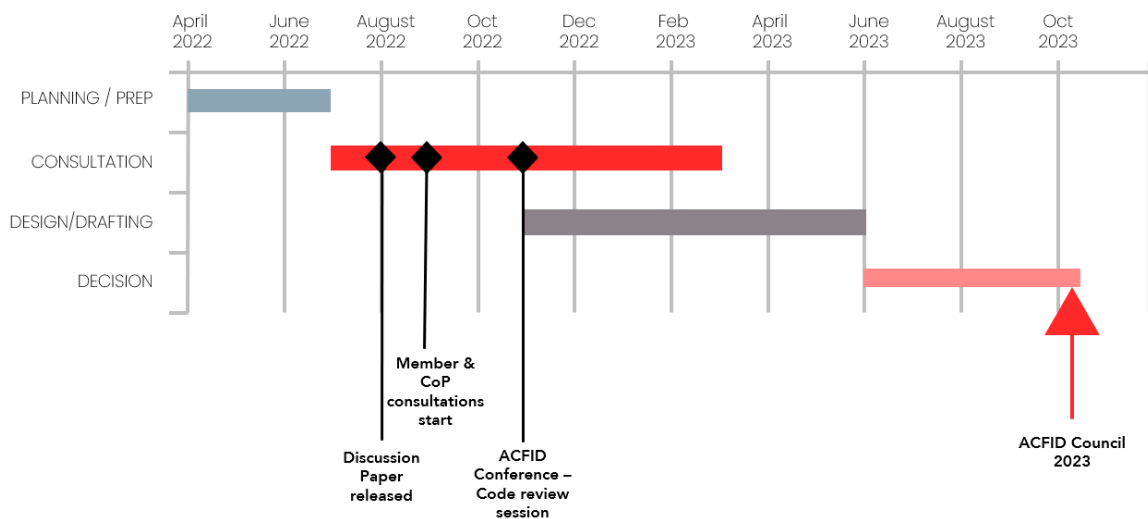 April June August Oct Dec Feb April June August Oct
2022 2022 2022 2022 2022 2023 2023 2023 2023 2023
PLANNING / PREP
CONSULTATION
DESIGN/DRAFTING
DECISION
Member &
CoP
consultations
start
Discussion
Paper
released
ACFID
Conference –
Code review
session
ACFID Council
2023